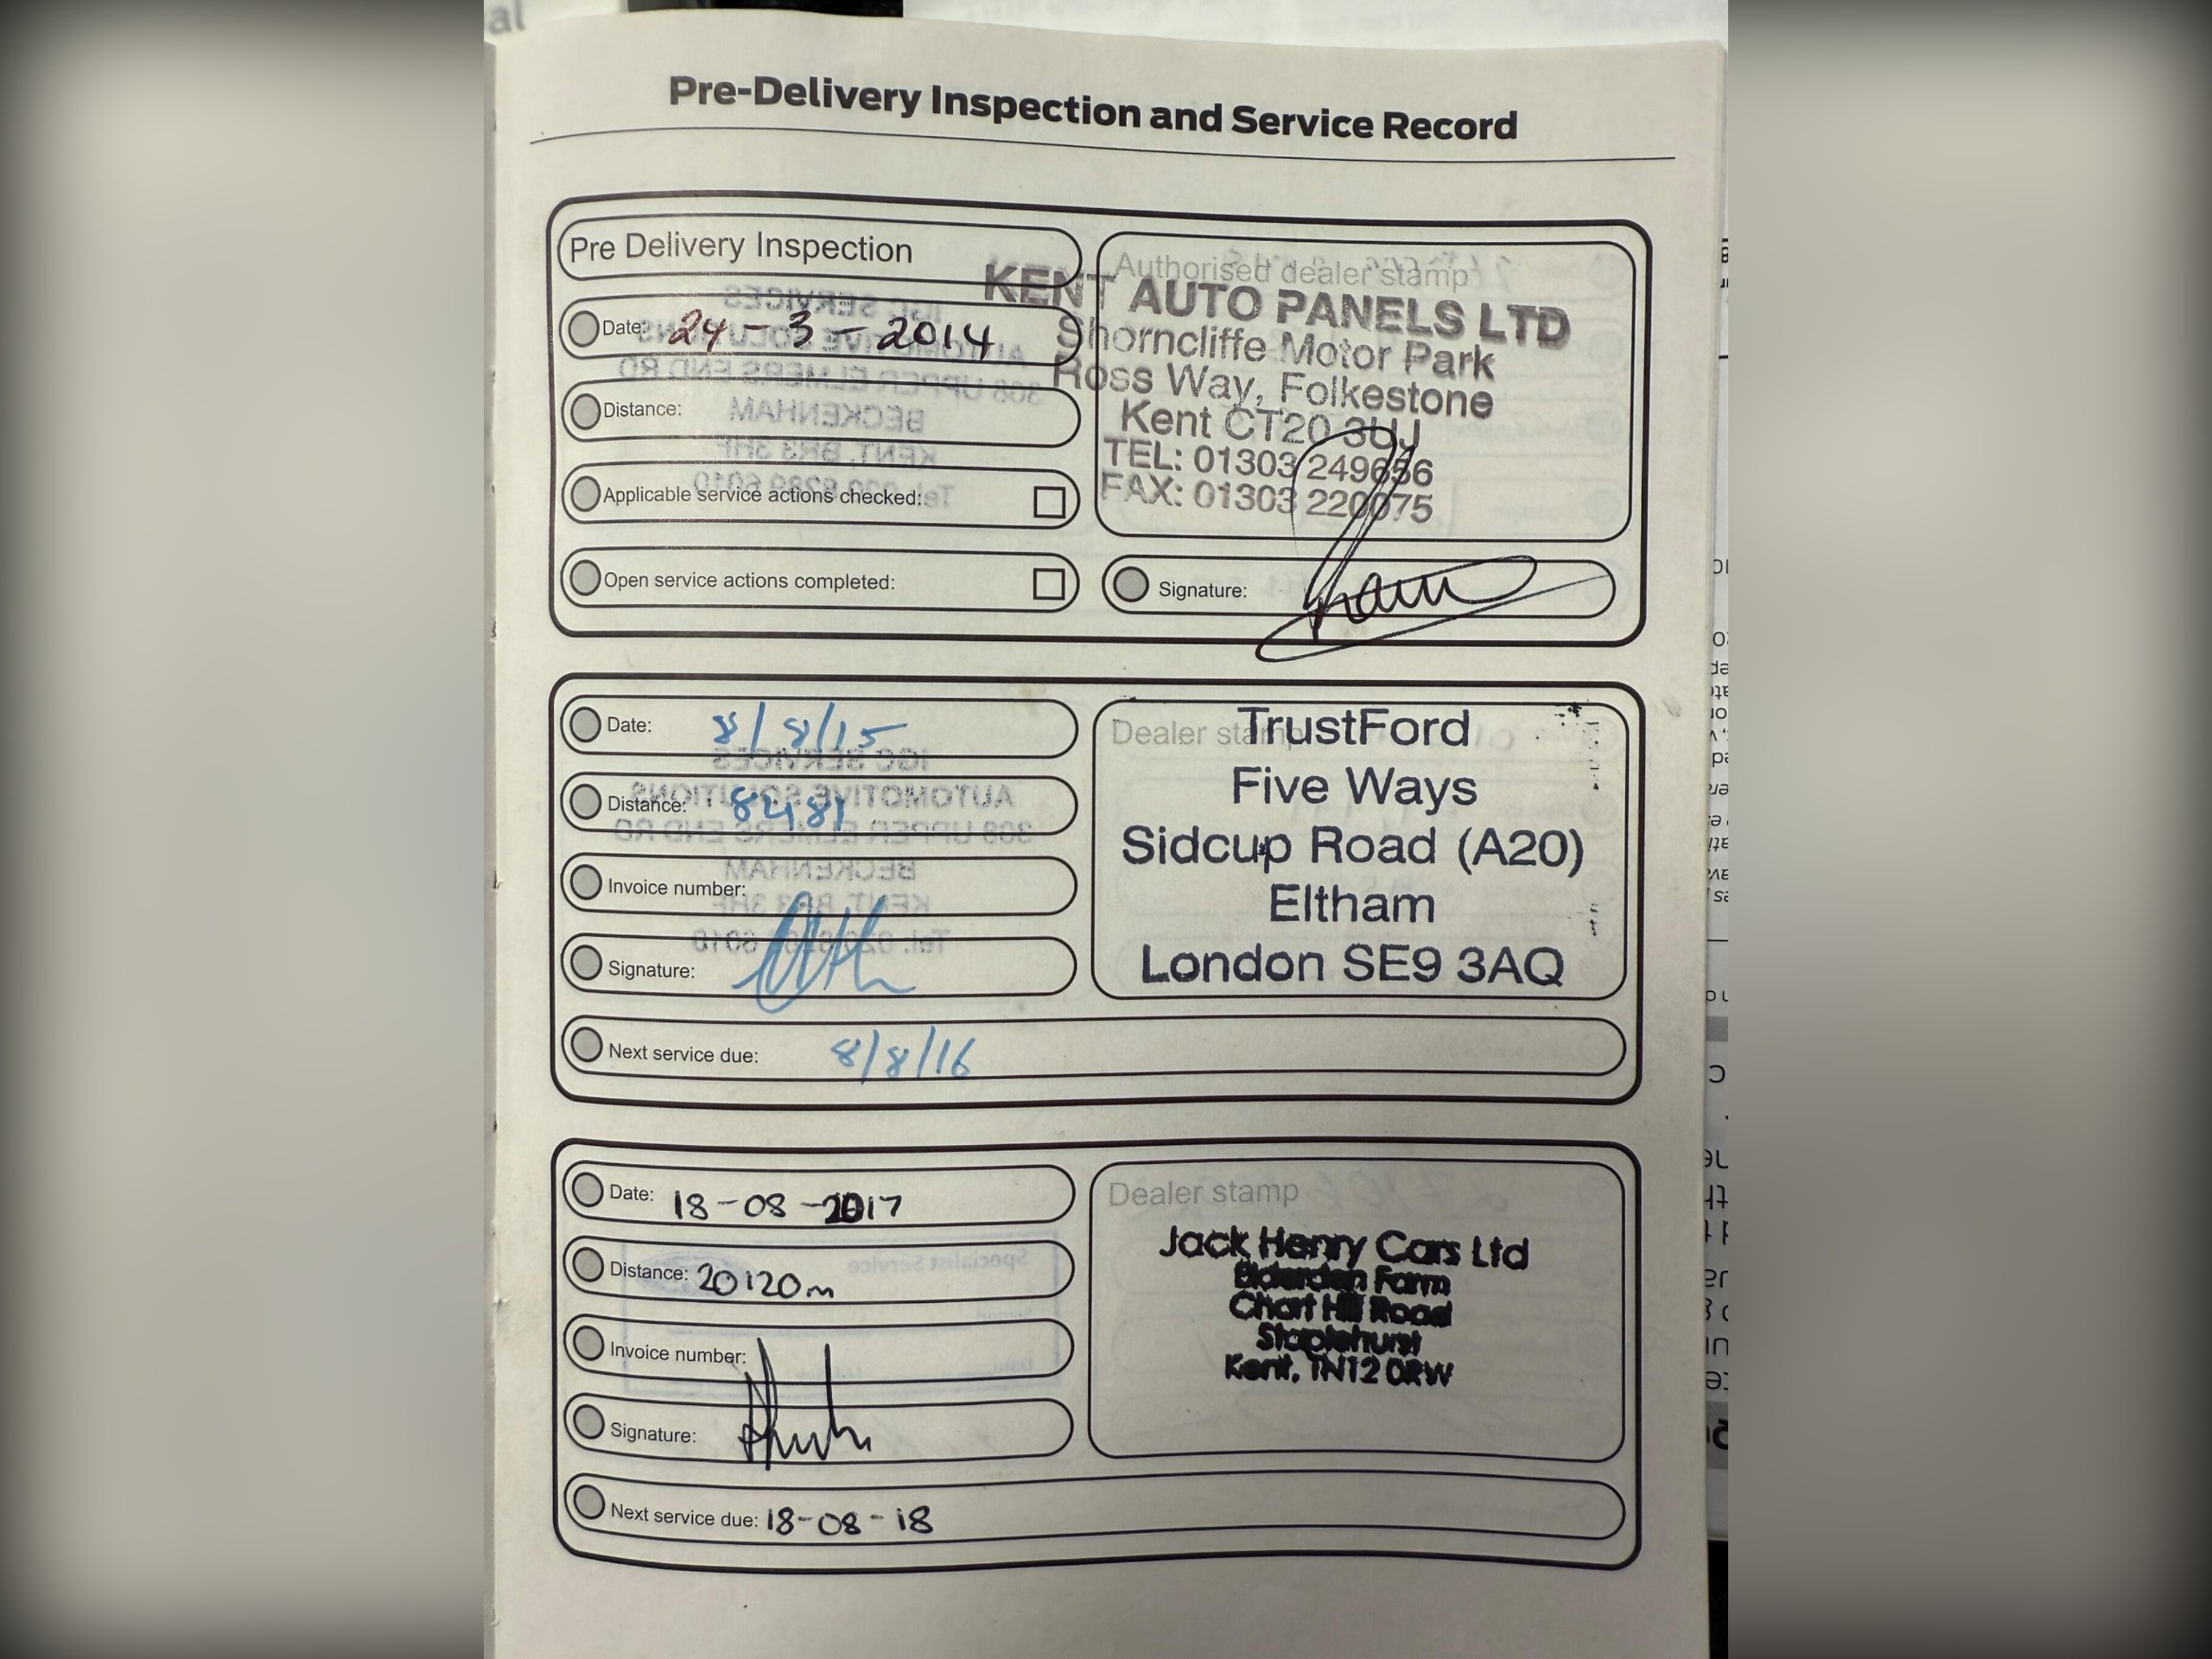 al
Pre-Delivery Inspection and Service Record
Pre Delivery Inspection
Date: 24-3-2014
Distance:
Applicable service actions checked:
Open service actions completed:
Authorised dealer stamp
KENT AUTO PANELS LTD
Shorncliffe Motor Park
Ross Way, Folkestone
Kent CT20 3UJ
TEL: 01303 249656
FAX: 01303 220075
Signature:
Date: 8/8/15
Distance: 8481
Invoice number:
Signature:
Next service due: 8/8/16
Dealer stamp
TrustFord
Five Ways
Sidcup Road (A20)
Eltham
London SE9 3AQ
Date: 18-08-2017
Distance: 20120m
Invoice number:
Signature:
Next service due: 18-08-18
Dealer stamp
Jack Henry Cars Ltd
Farm
Chart Hill Road
Staplehurst
Kent, TN12 0RW